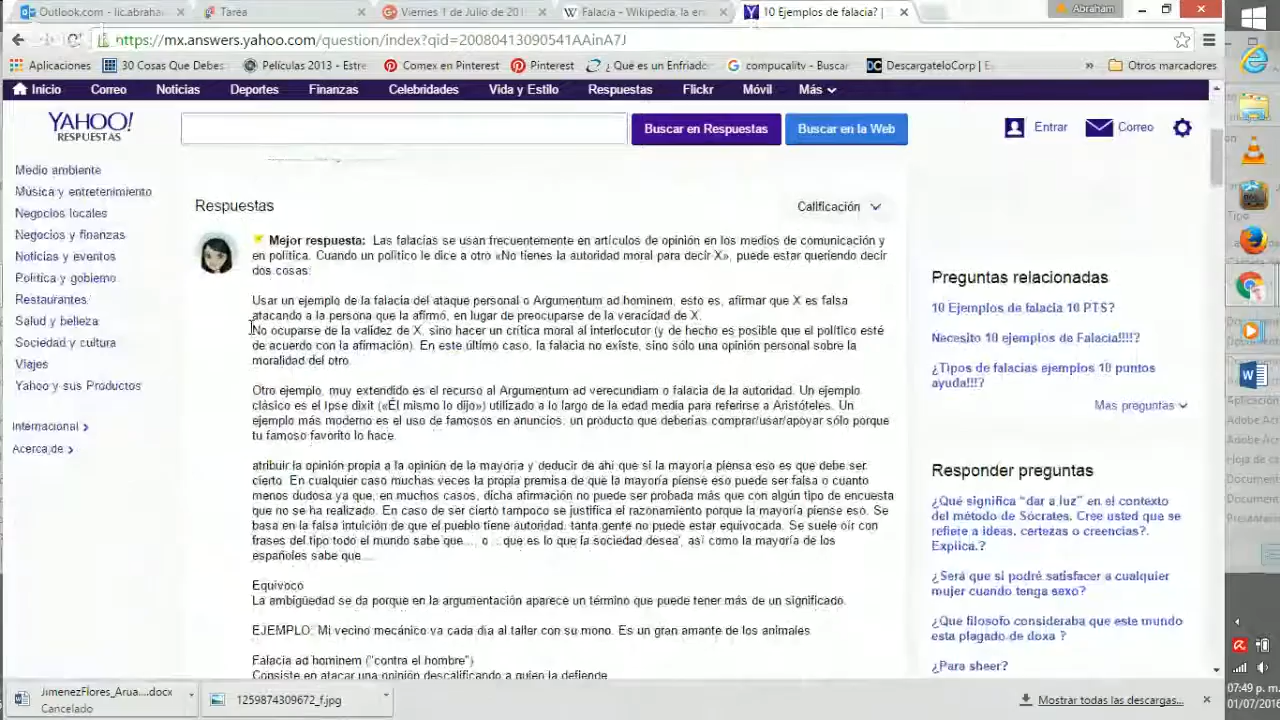 Outlook.com - lic.abraha
Tarea
Viernes 1 de Julio de 201
Falacia - Wikipedia, la en
10 Ejemplos de falacia? |
Abraham
Aplicaciones
30 Cosas Que Debes
Películas 2013 - Estre
Comex en Pinterest
Pinterest
¿Qué es un Enfriado
compucalitv - Buscar
DescargateloCorp | E
Otros marcadores
Inicio
Correo
Noticias
Deportes
Finanzas
Celebridades
Vida y Estilo
Respuestas
Flickr
Móvil
Más
YAHOO!
RESPUESTAS
Buscar en Respuestas
Buscar en la Web
Entrar
Correo
Medio ambiente
Música y entretenimiento
Negocios locales
Negocios y finanzas
Noticias y eventos
Política y gobierno
Restaurantes
Salud y belleza
Sociedad y cultura
Viajes
Yahoo y sus Productos
Internacional
Acerca de
Respuestas
Calificación
Mejor respuesta: Las falacias se usan frecuentemente en artículos de opinión en los medios de comunicación y
en política. Cuando un político le dice a otro «No tienes la autoridad moral para decir X», puede estar queriendo decir
dos cosas:
Usar un ejemplo de la falacia del ataque personal o Argumentum ad hominem, esto es, afirmar que X es falsa
atacando a la persona que la afirmó, en lugar de preocuparse de la veracidad de X.
No ocuparse de la validez de X, sino hacer un crítica moral al interlocutor (y de hecho es posible que el político esté
de acuerdo con la afirmación). En este último caso, la falacia no existe, sino sólo una opinión personal sobre la
moralidad del otro.
Otro ejemplo, muy extendido es el recurso al Argumentum ad verecundiam o falacia de la autoridad. Un ejemplo
clásico es el Ipse dixit («Él mismo lo dijo») utilizado a lo largo de la edad media para referirse a Aristóteles. Un
ejemplo más moderno es el uso de famosos en anuncios: un producto que deberías comprar/usar/apoyar sólo porque
tu famoso favorito lo hace.
atribuir la opinión propia a la opinión de la mayoría y deducir de ahí que si la mayoría piensa eso es que debe ser
cierto. En cualquier caso muchas veces la propia premisa de que la mayoría piense eso puede ser falsa o cuanto
menos dudosa ya que, en muchos casos, dicha afirmación no puede ser probada más que con algún tipo de encuesta
que no se ha realizado. En caso de ser cierto tampoco se justifica el razonamiento porque la mayoría piense eso. Se
basa en la falsa intuición de que el pueblo tiene autoridad: tanta gente no puede estar equivocada. Se suele oír con
frases del tipo todo el mundo sabe que..., o ...que es lo que la sociedad desea', así como la mayoría de los
españoles sabe que...
Equivoco
La ambigüedad se da porque en la argumentación aparece un término que puede tener más de un significado.
EJEMPLO: Mi vecino mecánico va cada día al taller con su mono. Es un gran amante de los animales
Falacia ad hominem ("contra el hombre")
Consiste en atacar una opinión descalificando a quien la defiende
Preguntas relacionadas
10 Ejemplos de falacia 10 PTS?
Necesito 10 ejemplos de Falacia!!!!?
¿Tipos de falacias ejemplos 10 puntos
ayuda!!!?
Mas preguntas
Responder preguntas
¿Qué significa "dar a luz" en el contexto
del método de Sócrates. Cree usted que se
refiere a ideas, certezas o creencias?.
Explica.?
¿Será que si podré satisfacer a cualquier
mujer cuando tenga sexo?
¿Que filosofo consideraba que este mundo
esta plagado de doxa ?
¿Para sheer?
JimenezFlores_Arua....docx
Cancelado
1259874309672_f.jpg
Mostrar todas las descargas...
07:49 p. m.
01/07/2016